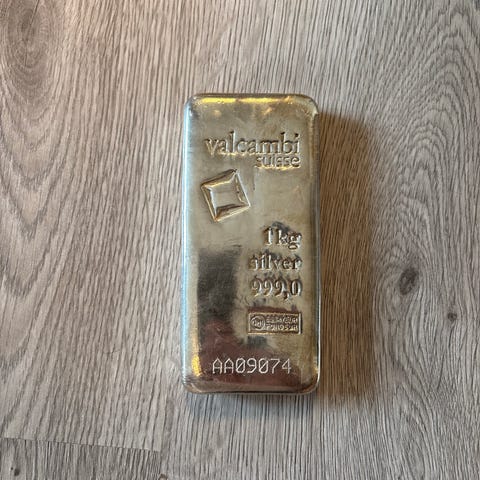 valcambi
suisse
1kg
silver
999,0
AA09074